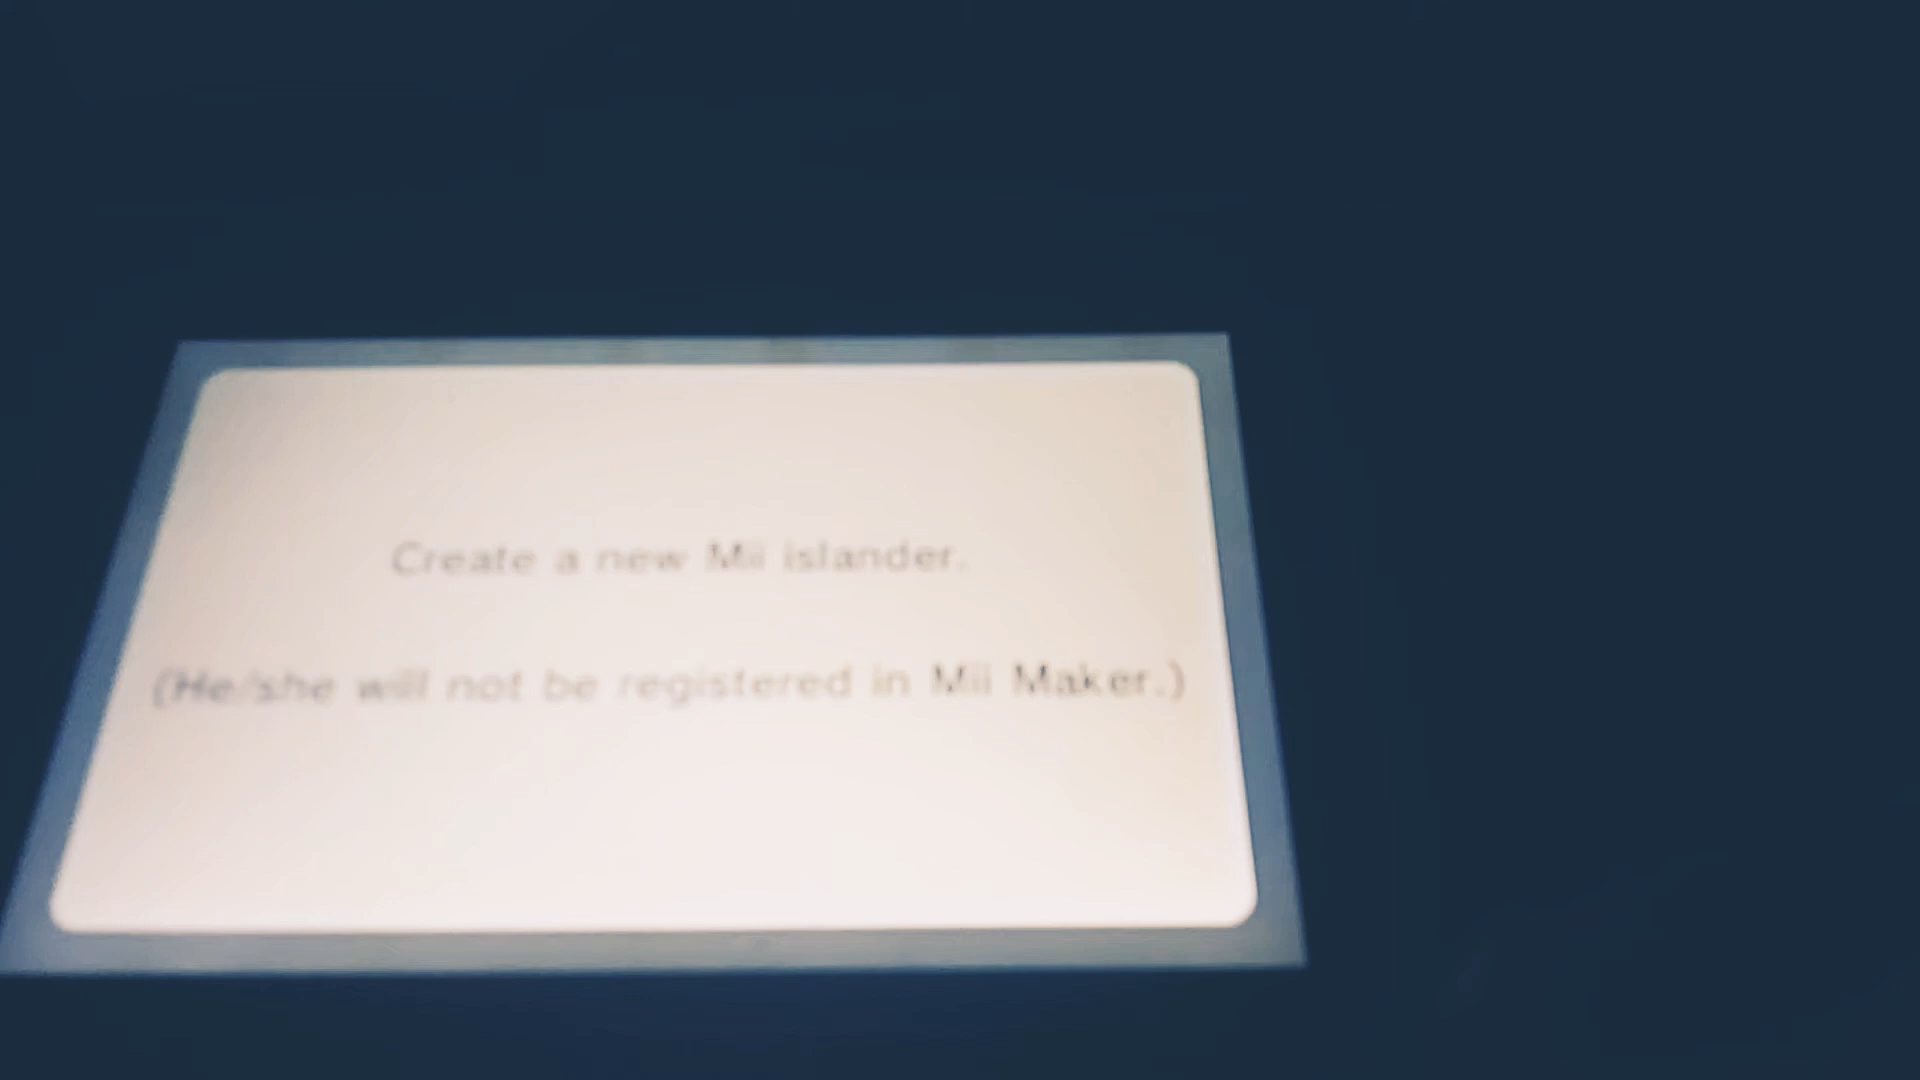 Create a new Mii islander.
(He/she will not be registered in Mii Maker.)